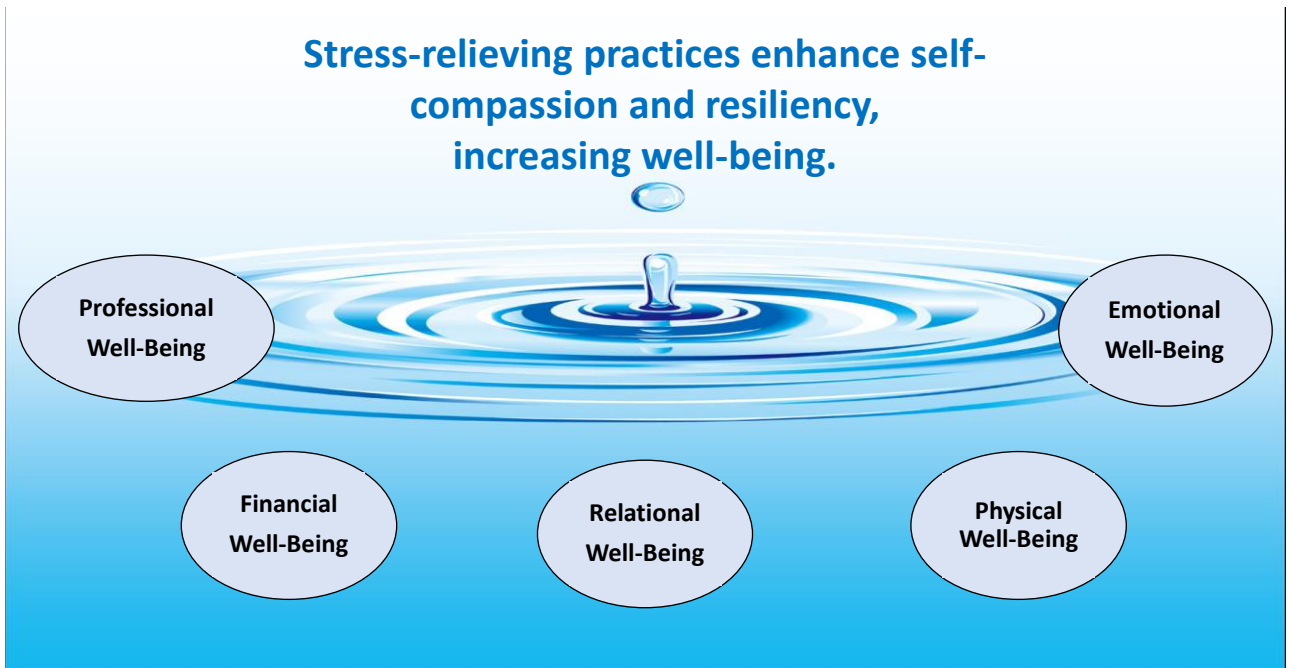 Stress-relieving practices enhance self-
compassion and resiliency,
increasing well-being.
Professional
Well-Being
Emotional
Well-Being
Financial
Well-Being
Relational
Well-Being
Physical
Well-Being